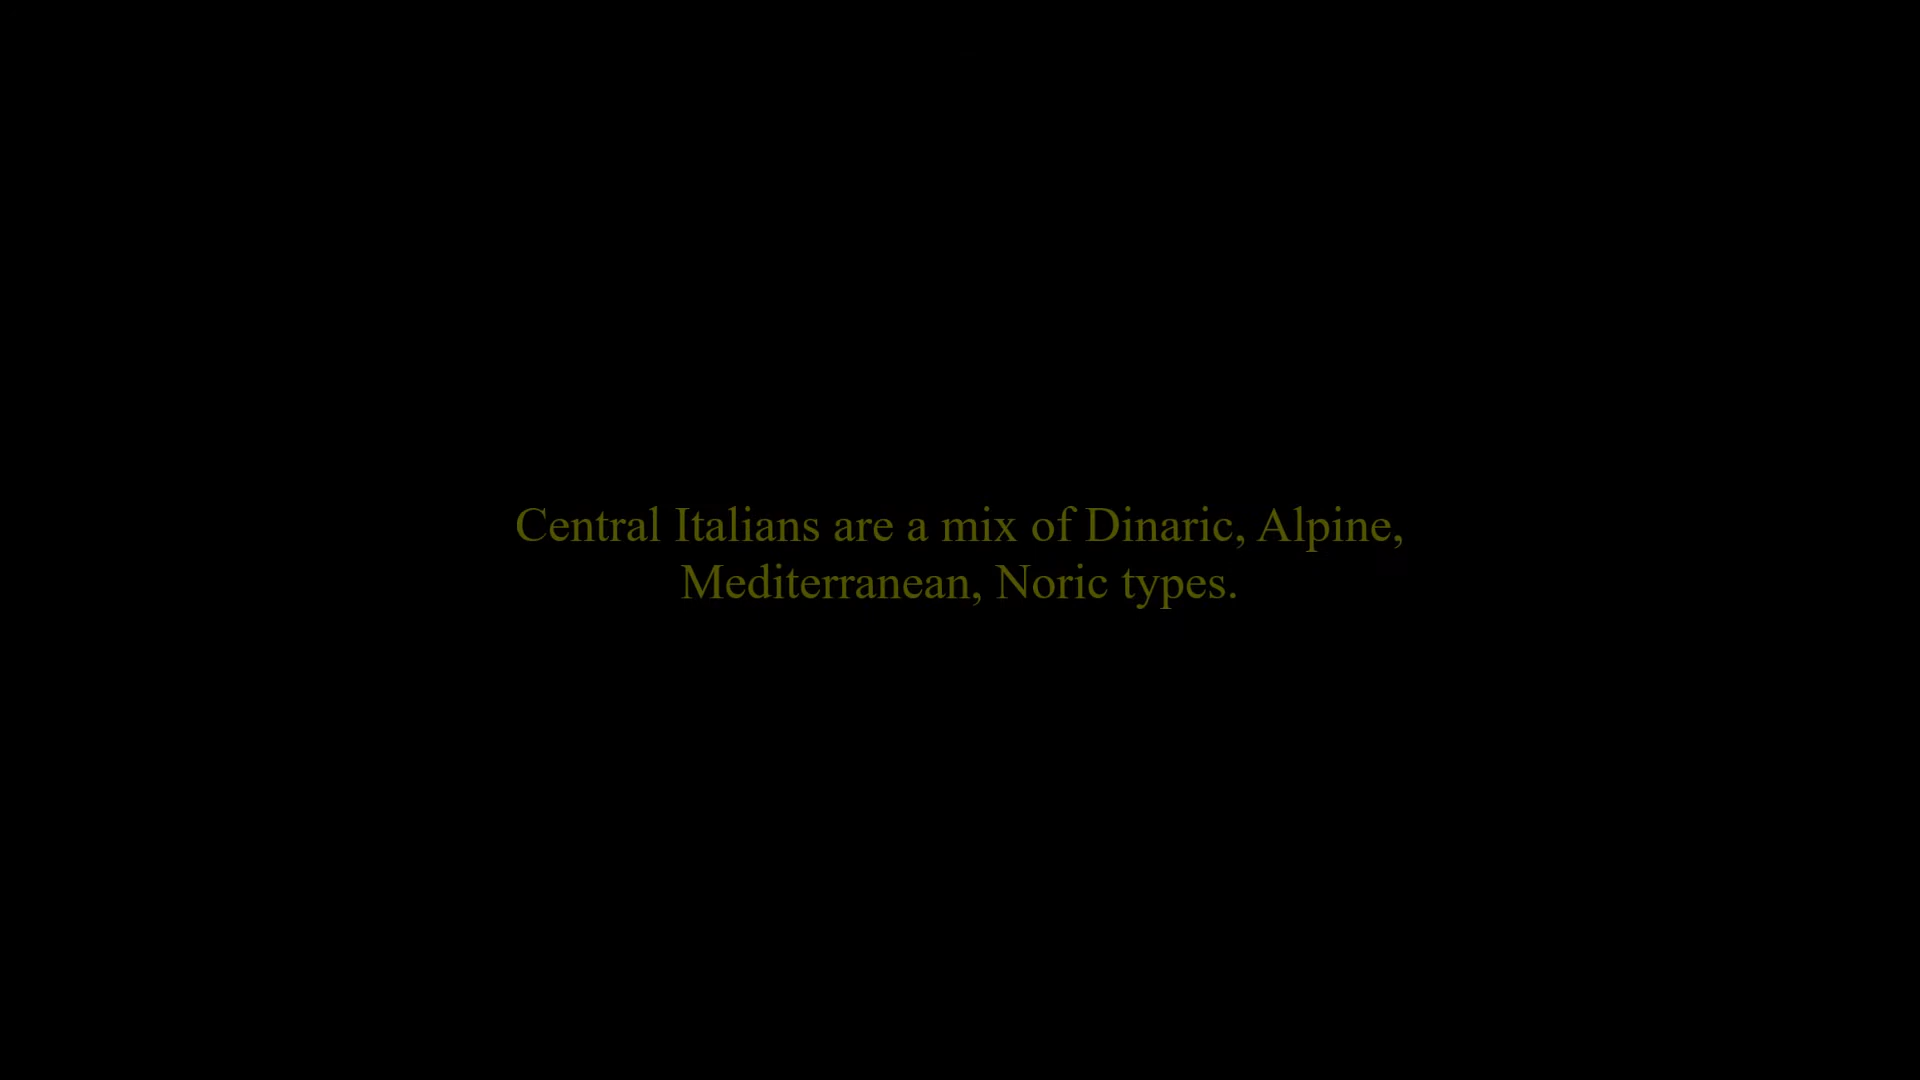 Central Italians are a mix of Dinaric, Alpine,
Mediterranean, Noric types.